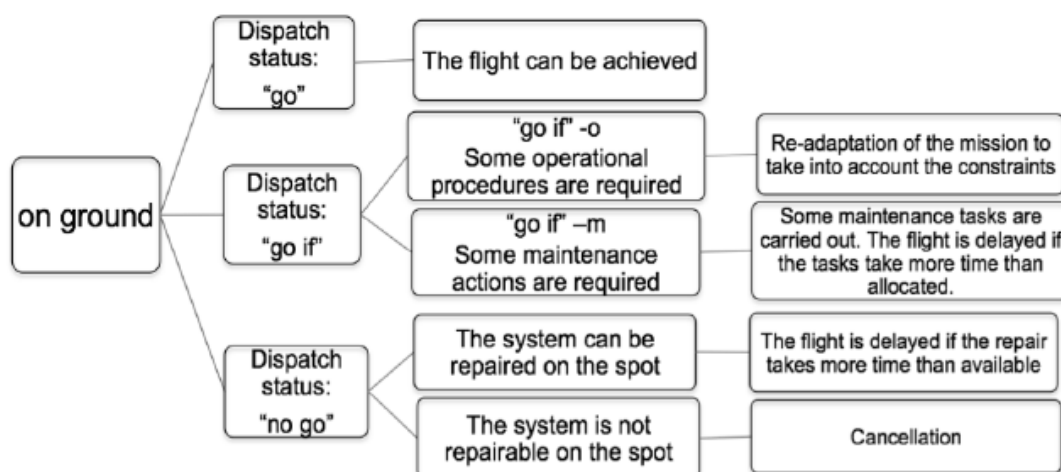 on ground
Dispatch
status:
“go”
The flight can be achieved
Dispatch
status:
“go if”
“go if” -o
Some operational
procedures are required
Re-adaptation of the mission to
take into account the constraints
“go if” –m
Some maintenance
actions are required
Some maintenance tasks are
carried out. The flight is delayed if
the tasks take more time than
allocated.
Dispatch
status:
“no go”
The system can be
repaired on the spot
The flight is delayed if the repair
takes more time than available
The system is not
repairable on the spot
Cancellation